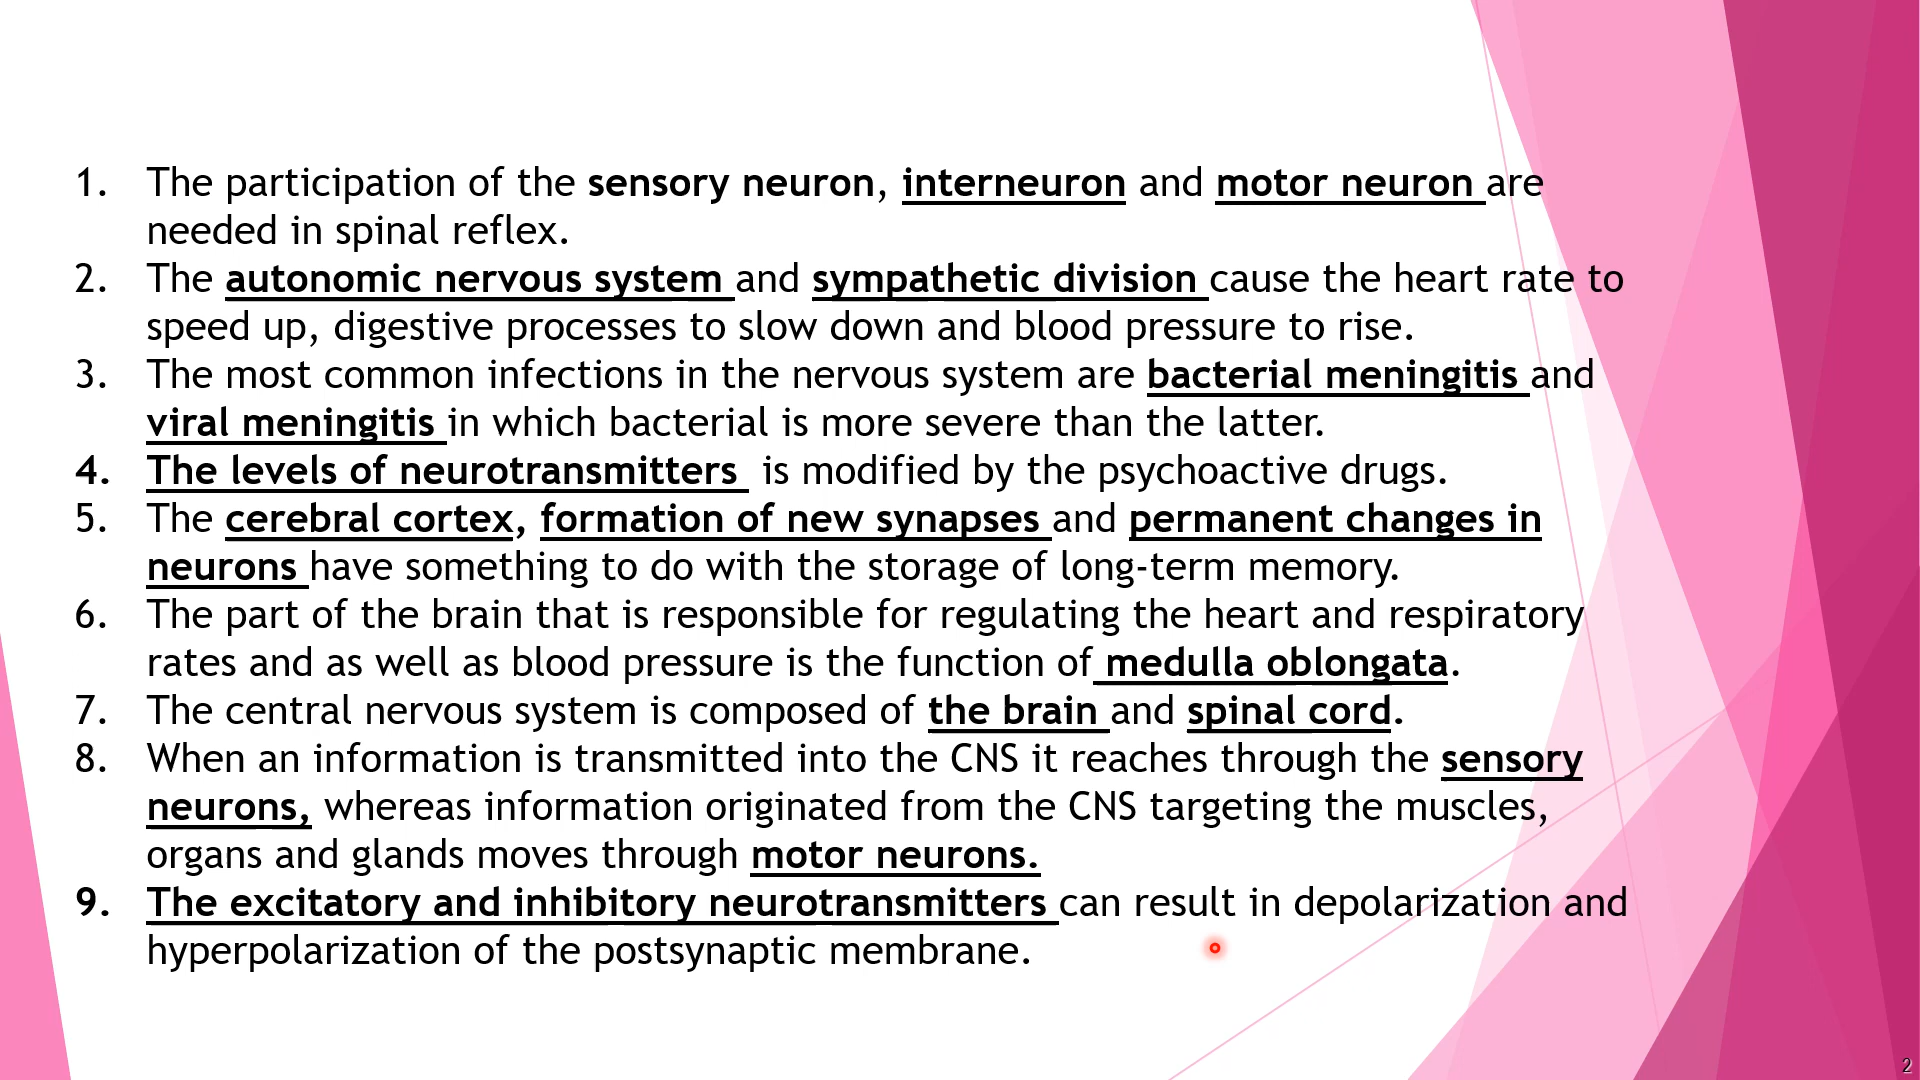 1. The participation of the sensory neuron, interneuron and motor neuron are
needed in spinal reflex.
2. The autonomic nervous system and sympathetic division cause the heart rate to
speed up, digestive processes to slow down and blood pressure to rise.
3. The most common infections in the nervous system are bacterial meningitis and
viral meningitis in which bacterial is more severe than the latter.
4. The levels of neurotransmitters is modified by the psychoactive drugs.
5. The cerebral cortex, formation of new synapses and permanent changes in
neurons have something to do with the storage of long-term memory.
6. The part of the brain that is responsible for regulating the heart and respiratory
rates and as well as blood pressure is the function of medulla oblongata.
7. The central nervous system is composed of the brain and spinal cord.
8. When an information is transmitted into the CNS it reaches through the sensory
neurons, whereas information originated from the CNS targeting the muscles,
organs and glands moves through motor neurons.
9. The excitatory and inhibitory neurotransmitters can result in depolarization and
hyperpolarization of the postsynaptic membrane.
2